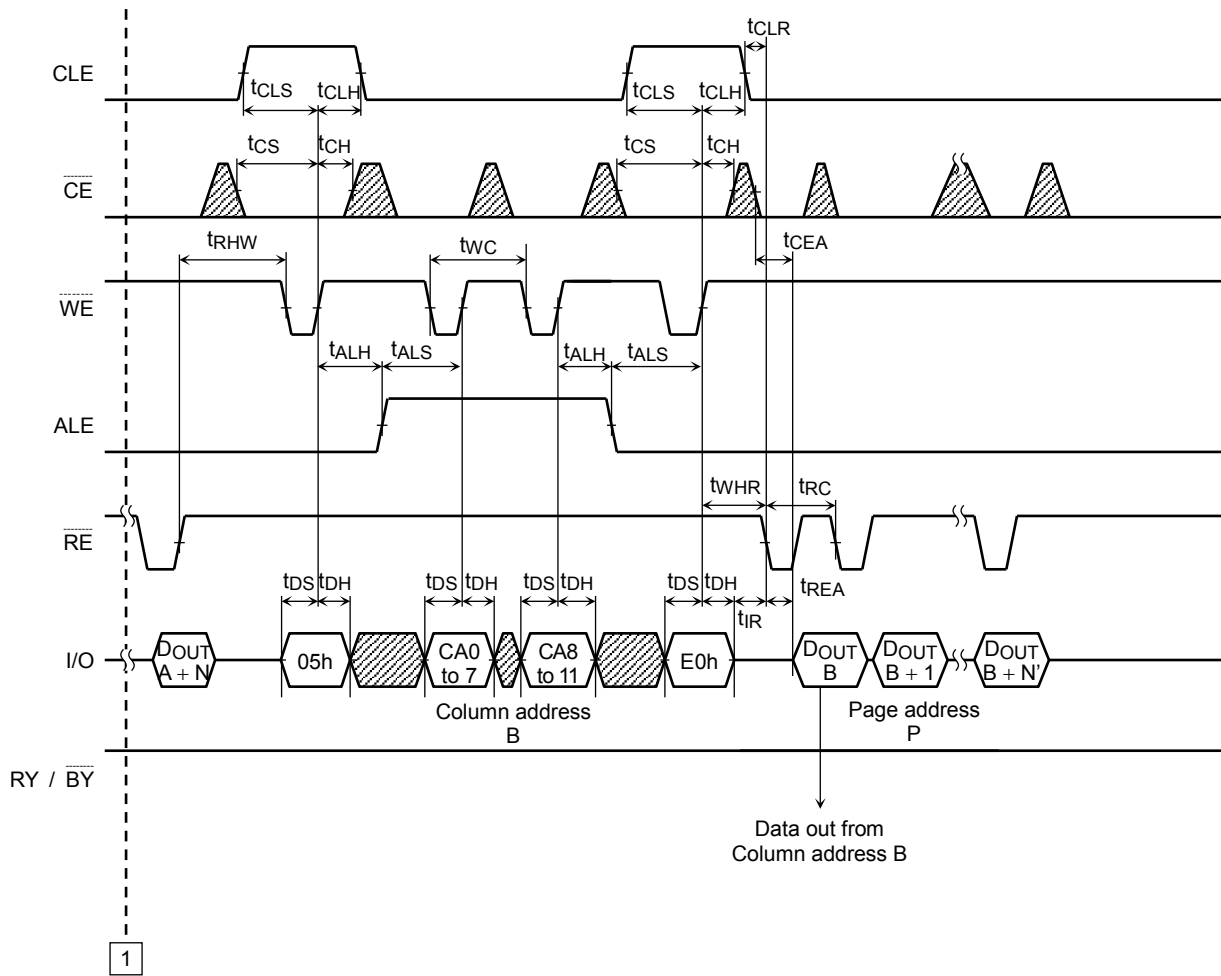 tCLR
CLE
tCLS tCLH tCLS tCLH
tCS tCH tCS tCH
CE
tRHW tWC tCEA
WE
tALH tALS tALH tALS
ALE
tWHR tRC
RE
tDS tDH tDS tDH tDS tDH tDS tDH tREA
tIR
I/O
DOUT
A + N
05h
CA0
to 7
CA8
to 11
E0h
DOUT
B
DOUT
B + 1
DOUT
B + N’
Column address
B
Page address
P
RY / BY
Data out from
Column address B
1